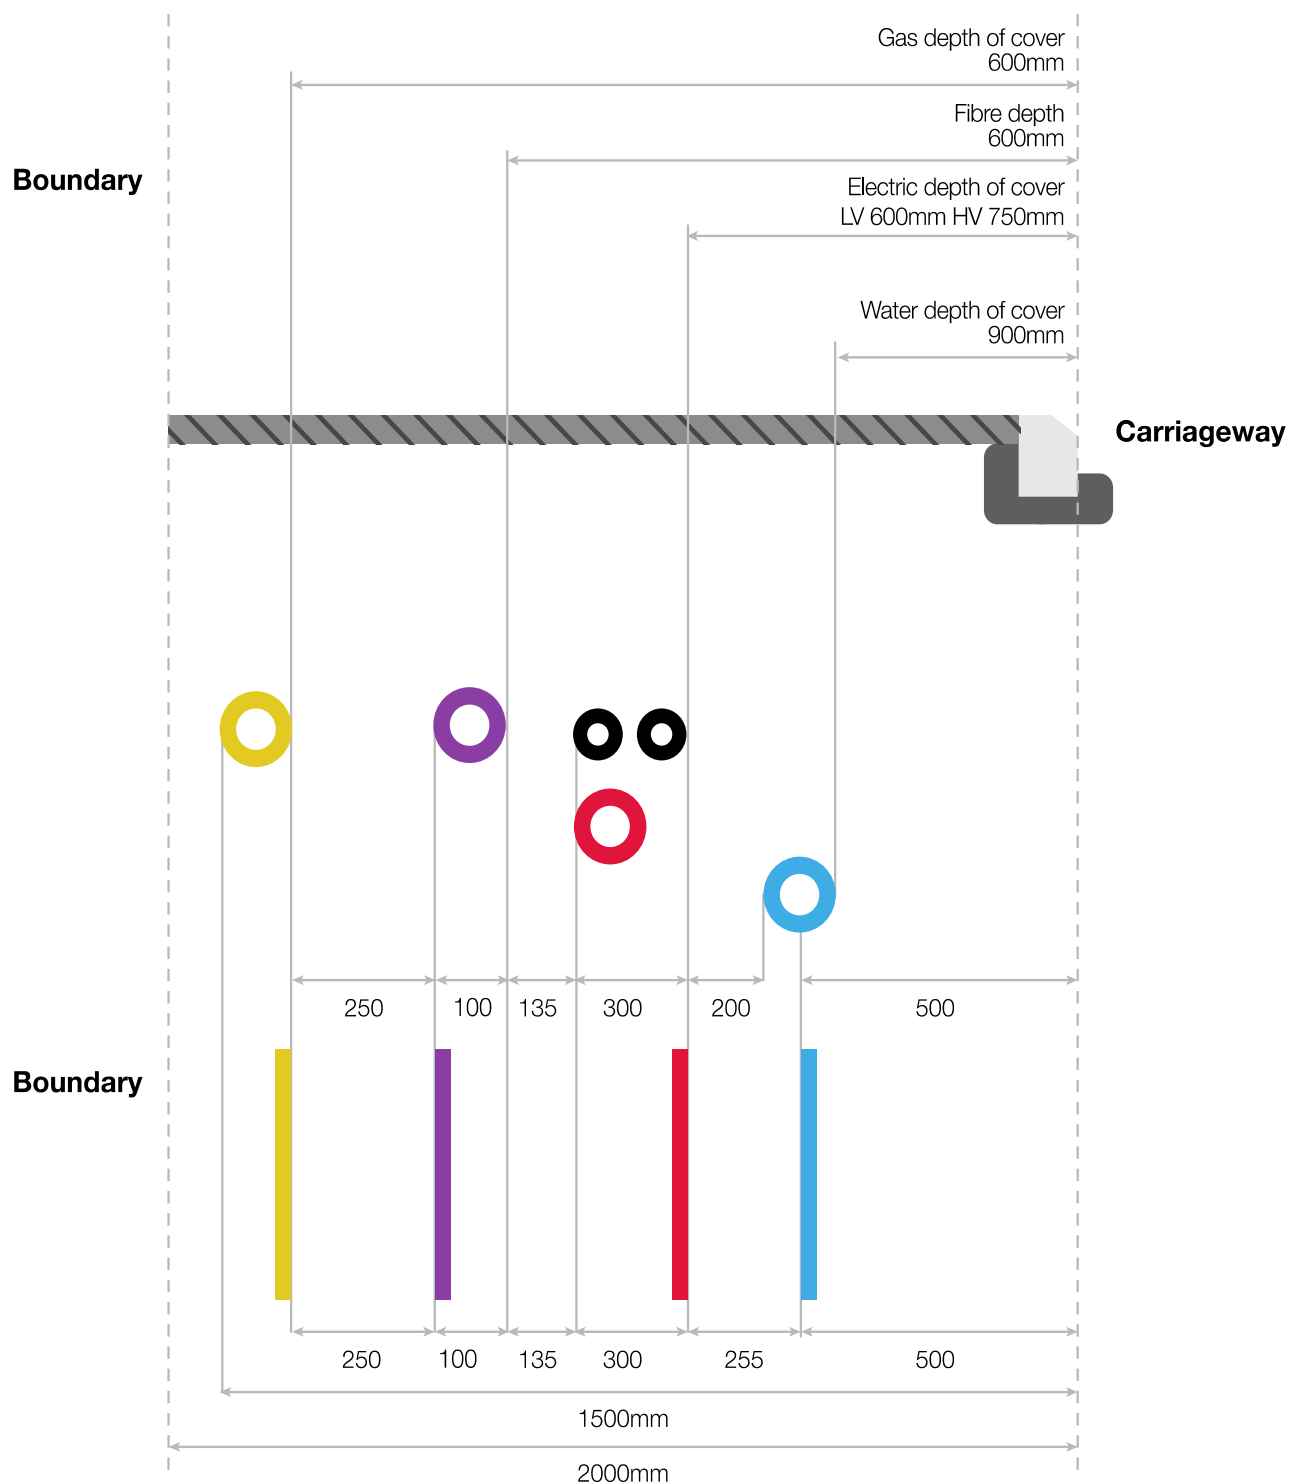 Gas depth of cover
600mm
Fibre depth
600mm
Boundary
Electric depth of cover
LV 600mm HV 750mm
Water depth of cover
900mm
Carriageway
250
100
135
300
200
500
Boundary
250
100
135
300
255
500
1500mm
2000mm